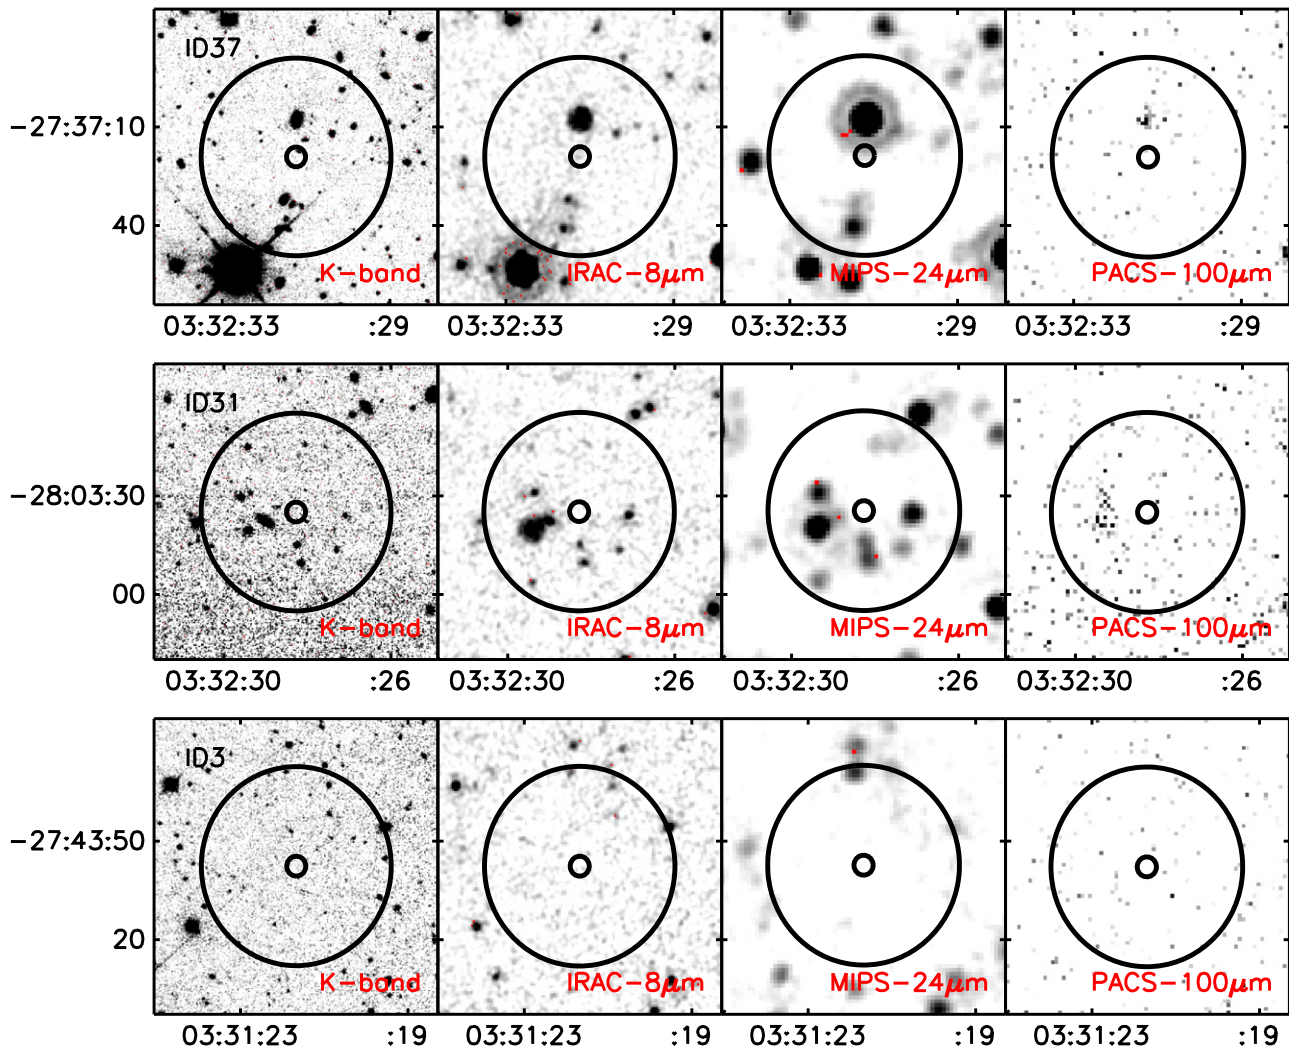 ID37
−27:37:10
40
K−band
IRAC−8μm
MIPS−24μm
PACS−100μm
03:32:33 :29 03:32:33 :29 03:32:33 :29 03:32:33 :29
ID31
−28:03:30
00
K−band
IRAC−8μm
MIPS−24μm
PACS−100μm
03:32:30 :26 03:32:30 :26 03:32:30 :26 03:32:30 :26
ID3
−27:43:50
20
K−band
IRAC−8μm
MIPS−24μm
PACS−100μm
03:31:23 :19 03:31:23 :19 03:31:23 :19 03:31:23 :19